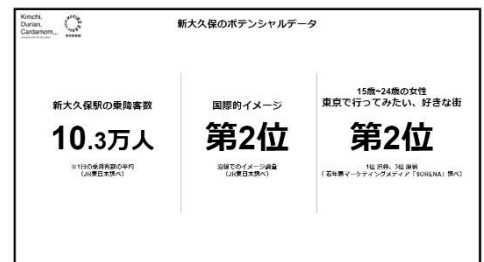 Kimchi,
Durian,
Cardamom,,,
新大久保のポテンシャルデータ
新大久保駅の乗降客数
10.3万人
※1日の乗降客数の平均
(JR東日本調べ)
国際的イメージ
第2位
沿線でのイメージ調査
(JR東日本調べ)
15歳~24歳の女性
東京で行ってみたい、好きな街
第2位
1位 渋谷、3位 原宿
(若年層マーケティングメディア「SORENA」調べ)